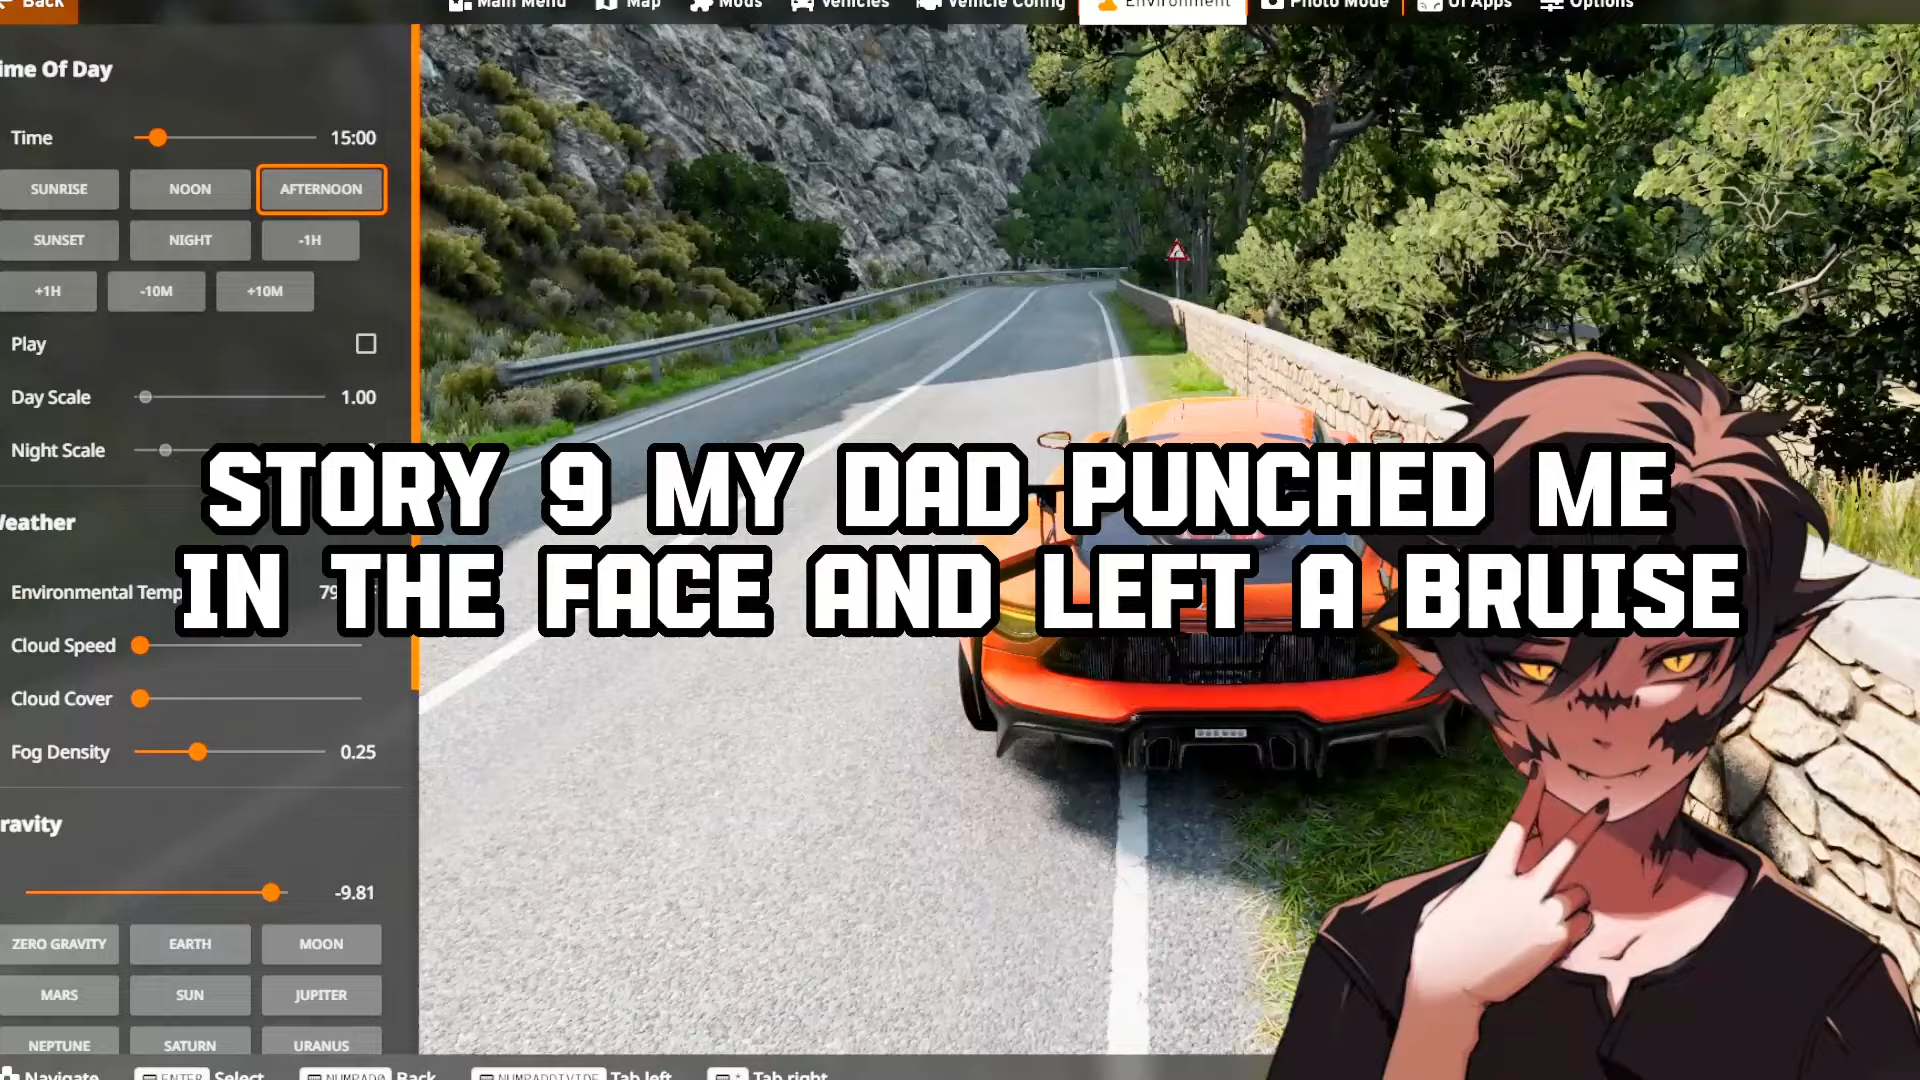 Back
Main Menu
Map
Mods
Vehicles
Vehicle Config
Environment
Photo Mode
UI Apps
Options
ime Of Day
Time
15:00
SUNRISE
NOON
AFTERNOON
SUNSET
NIGHT
-1H
+1H
-10M
+10M
Play
Day Scale
1.00
Night Scale
STORY 9 MY DAD PUNCHED ME
IN THE FACE AND LEFT A BRUISE
Weather
Environmental Temp
79
Cloud Speed
Cloud Cover
Fog Density
0.25
ravity
-9.81
ZERO GRAVITY
EARTH
MOON
MARS
SUN
JUPITER
NEPTUNE
SATURN
URANUS
Navigate
ENTER
Select
NUMPAD0
Back
NUMPADDIVIDE
Tab left
*
Tab right